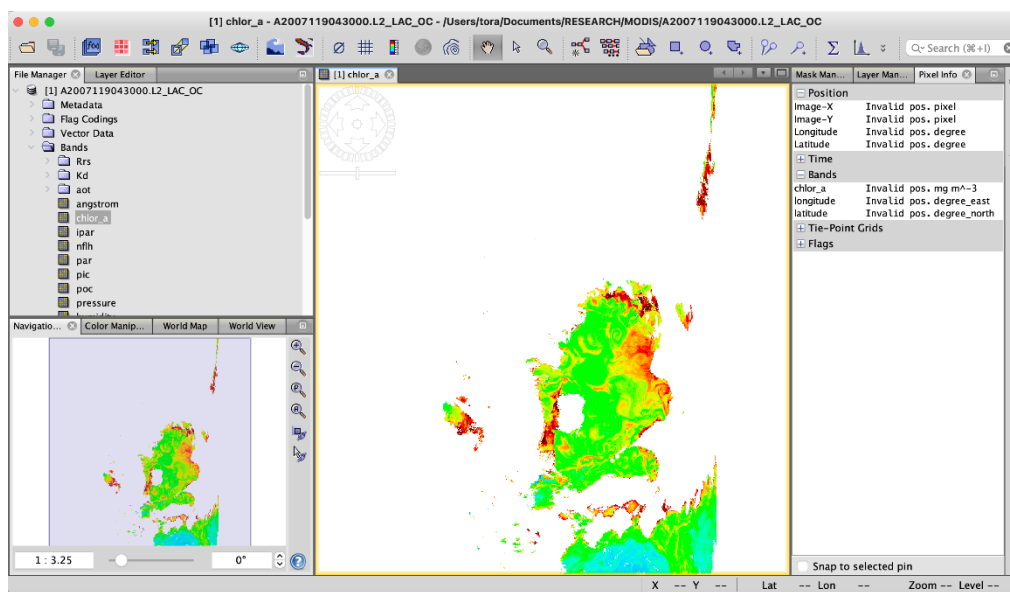 [1] chlor_a - A2007119043000.L2_LAC_OC - /Users/tora/Documents/RESEARCH/MODIS/A2007119043000.L2_LAC_OC
Search (⌘+I)
File Manager
Layer Editor
[1] A2007119043000.L2_LAC_OC
Metadata
Flag Codings
Vector Data
Bands
Rrs
Kd
aot
angstrom
chlor_a
ipar
nflh
par
pic
poc
pressure
Navigatio...
Color Manip...
World Map
World View
1 : 3.25
0°
[1] chlor_a
Mask Man...
Layer Man...
Pixel Info
Position
Image-X Invalid pos. pixel
Image-Y Invalid pos. pixel
Longitude Invalid pos. degree
Latitude Invalid pos. degree
Time
Bands
chlor_a Invalid pos. mg m^-3
longitude Invalid pos. degree_east
latitude Invalid pos. degree_north
Tie-Point Grids
Flags
Snap to selected pin
X -- Y -- Lat -- Lon -- Zoom -- Level --